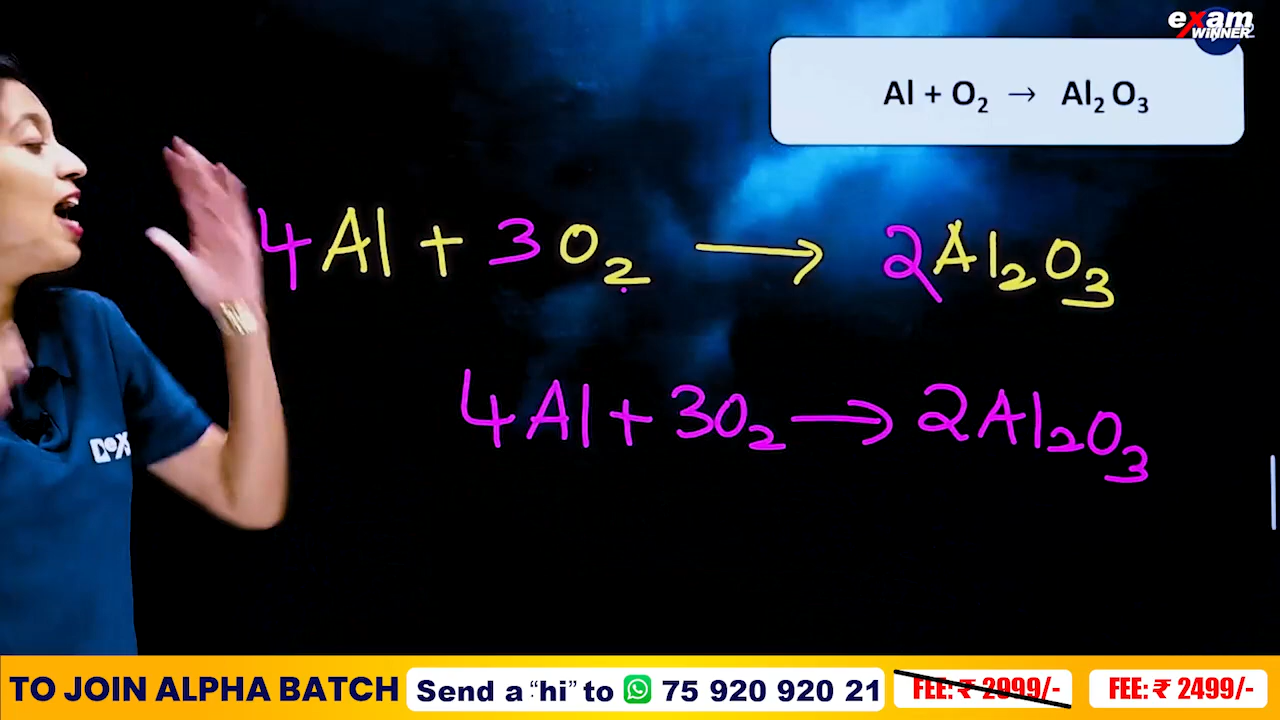 exam
WINNER
Al + O₂ → Al₂ O₃
4Al + 3O₂ → 2Al₂O₃
4Al + 3O₂ → 2Al₂O₃
TO JOIN ALPHA BATCH Send a "hi" to 75 920 920 21 FEE: ₹ 2999/- FEE: ₹ 2499/-